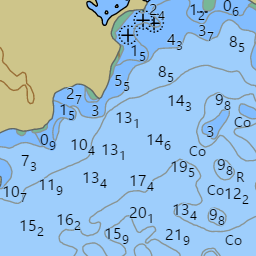 2₄ 1₂ 0₆
4₃ 3₇ 8₅
1₅
5₅ 8₅
2₇ 14₃ 9₈
1₅ 3 13₁ 3 Co
0₉ 10₄ 13₁ 14₆ Co
7₃ 19₅ 9₈ R
10₇ 11₉ 13₄ 17₄ Co 12₂
15₂ 16₂ 20₁ 13₄ 9₈
15₉ 21₉ Co